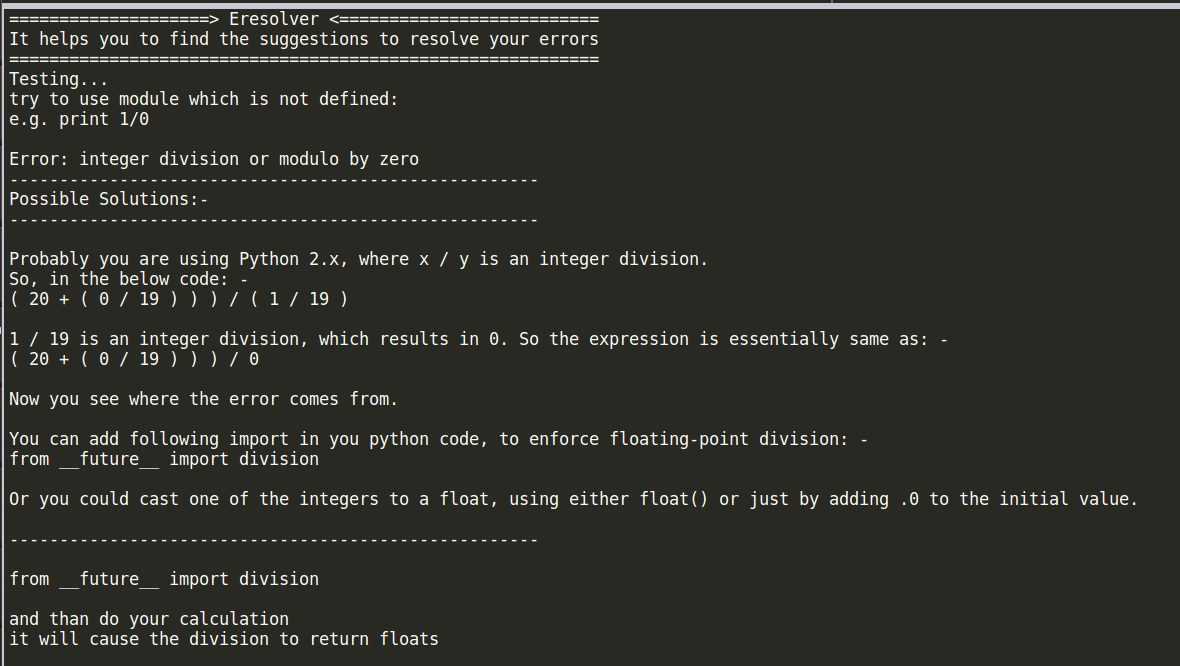 ====================> Eresolver <==========================
It helps you to find the suggestions to resolve your errors
===========================================================
Testing...
try to use module which is not defined:
e.g. print 1/0
Error: integer division or modulo by zero
-----------------------------------------------------
Possible Solutions:-
-----------------------------------------------------
Probably you are using Python 2.x, where x / y is an integer division.
So, in the below code: -
( 20 + ( 0 / 19 ) ) ) / ( 1 / 19 )
1 / 19 is an integer division, which results in 0. So the expression is essentially same as: -
( 20 + ( 0 / 19 ) ) ) / 0
Now you see where the error comes from.
You can add following import in you python code, to enforce floating-point division: -
from __future__ import division
Or you could cast one of the integers to a float, using either float() or just by adding .0 to the initial value.
-----------------------------------------------------
from __future__ import division
and than do your calculation
it will cause the division to return floats